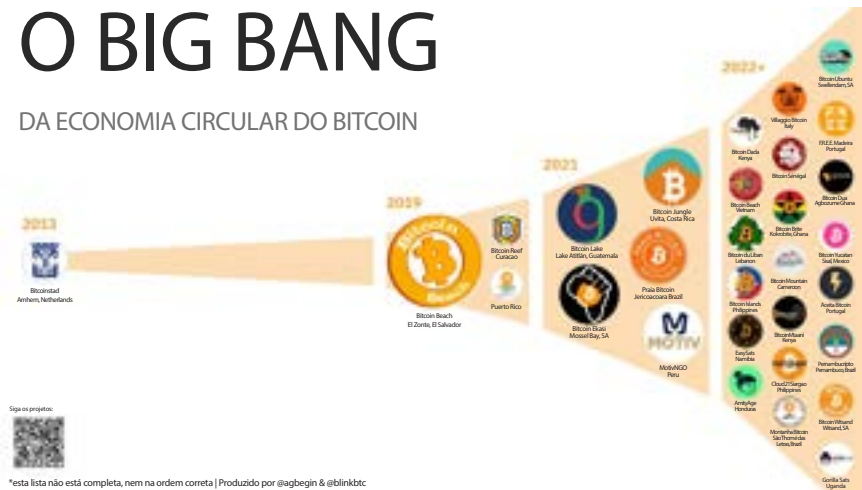 O BIG BANG
DA ECONOMIA CIRCULAR DO BITCOIN
2013
Bitcoinstad
Arnhem, Netherlands
2019
Bitcoin
Beach
Bitcoin Beach
El Zonte, El Salvador
Bitcoin Reef
Curacao
Puerto Rico
2021
Bitcoin Lake
Lake Atitlán, Guatemala
Bitcoin Ekasi
Mossel Bay, SA
Bitcoin Jungle
Uvita, Costa Rica
Praia Bitcoin
Jericoacoara Brazil
MOTIV
MotivNGO
Peru
2022+
Bitcoin Dada
Kenya
Bitcoin Beach
Vietnam
Bitcoin du Liban
Lebanon
Bitcoin Islands
Philippines
EasySats
Namibia
AmityAge
Honduras
Villaggio Bitcoin
Italy
Bitcoin Sénégal
Bitcoin Brite
Kokrobite, Ghana
Bitcoin Mountain
Cameroon
Kenya
Cloud21 Siargao
Philippines
Montanha Bitcoin
São Thomé das
Letras, Brazil
Bitcoin Ubuntu
Swellendam, SA
F.R.E.E. Madeira
Portugal
Bitcoin Dua
Agbozume Ghana
Bitcoin Yucatan
Sisal, Mexico
Aceita Bitcoin
Portugal
Pernambuco, Brazil
Bitcoin Witsand
Witsand, SA
Gorilla Sats
Uganda
Siga os projetos:
*esta lista não está completa, nem na ordem correta | Produzido por @agbegin & @blinkbtc